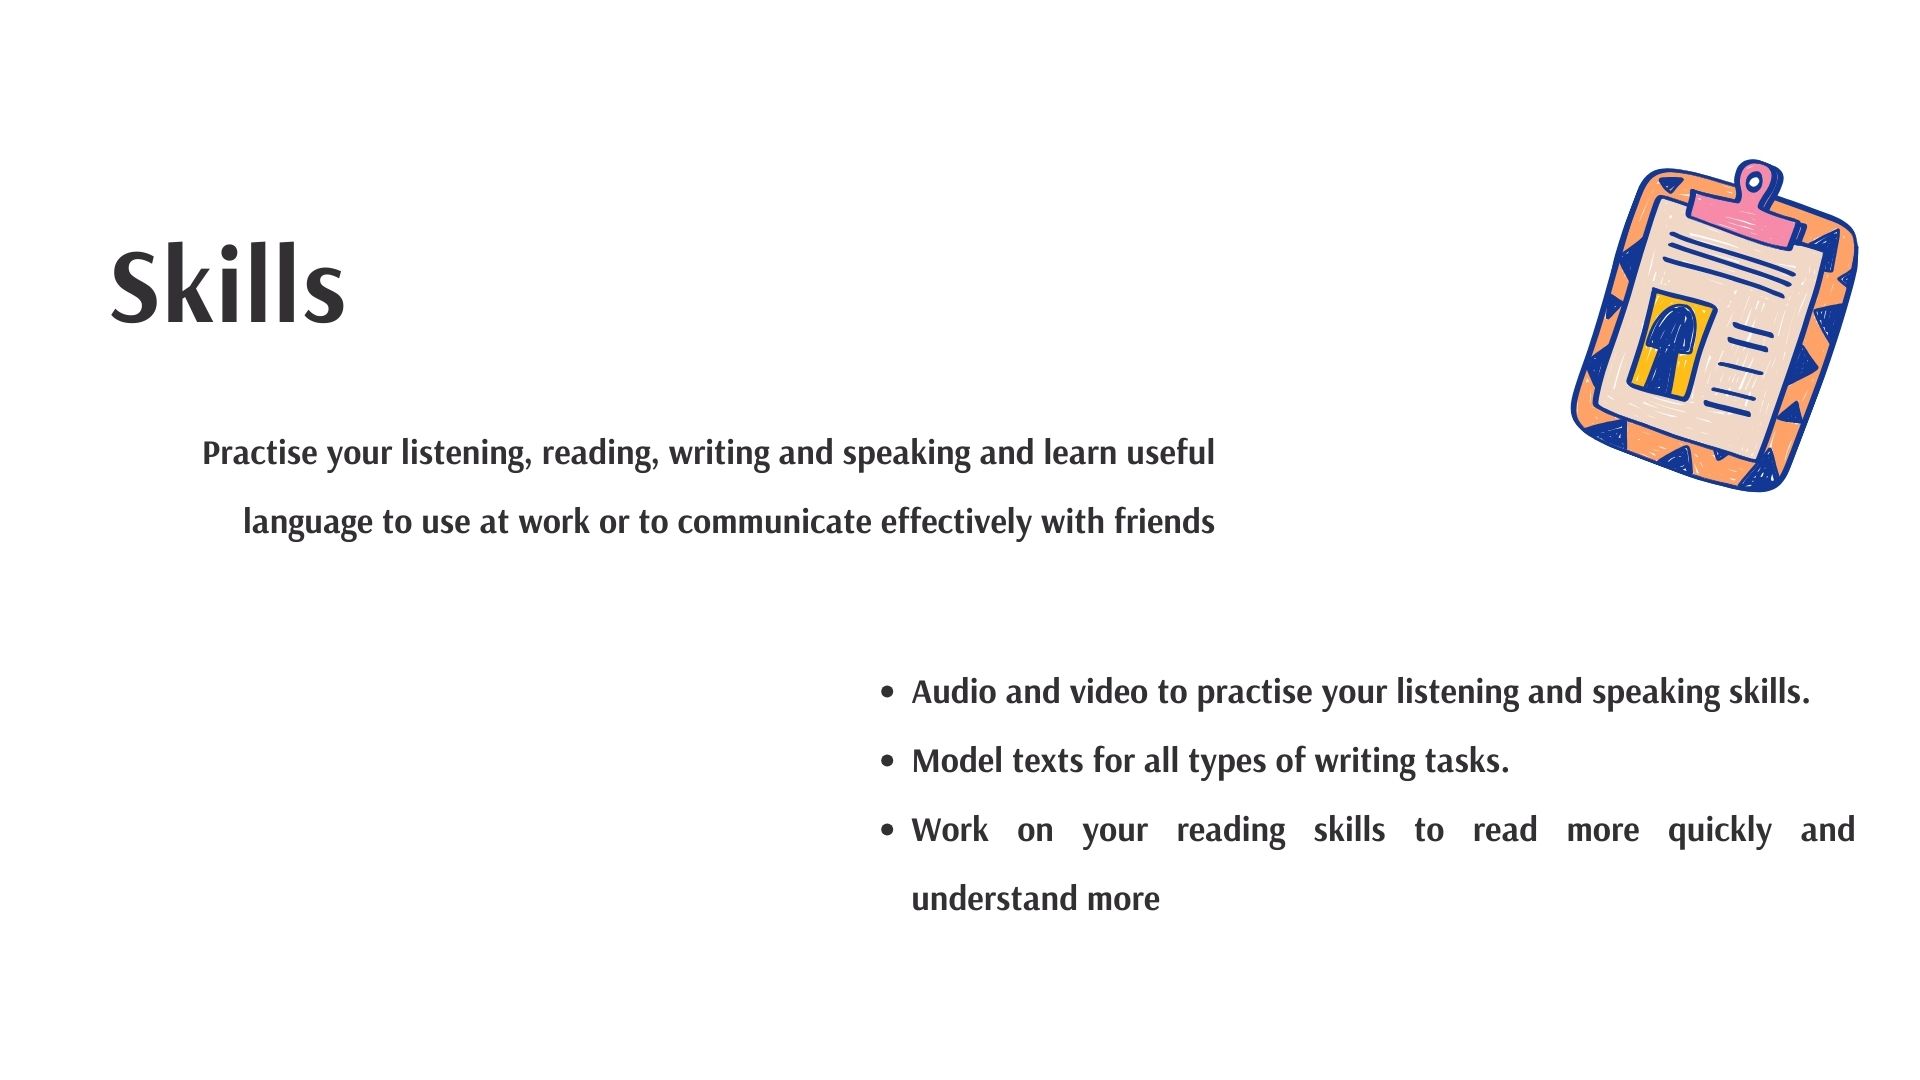 Skills
Practise your listening, reading, writing and speaking and learn useful
language to use at work or to communicate effectively with friends
• Audio and video to practise your listening and speaking skills.
• Model texts for all types of writing tasks.
• Work on your reading skills to read more quickly and
understand more